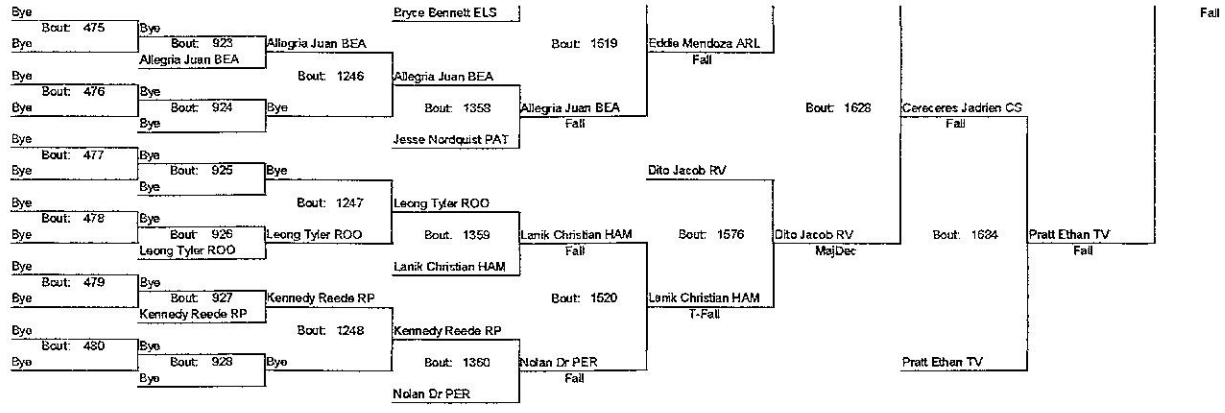 Bye
Bryce Bennett ELS
Fall
Bout: 475
Bye
Bye
Bout: 923
Allegria Juan BEA
Bout: 1519
Eddie Mendoza ARL
Allegria Juan BEA
Fall
Bye
Bout: 1246
Allegria Juan BEA
Bout: 476
Bye
Bye
Bout: 924
Bye
Bout: 1358
Allegria Juan BEA
Bout: 1628
Cereceres Jadrien CS
Bye
Fall
Fall
Bye
Jesse Nordquist PAT
Bout: 477
Bye
Bye
Bout: 925
Bye
Dito Jacob RV
Bye
Bye
Bout: 1247
Leong Tyler ROO
Bout: 478
Bye
Bye
Bout: 926
Leong Tyler ROO
Bout: 1359
Lanik Christian HAM
Bout: 1576
Dito Jacob RV
Bout: 1634
Pratt Ethan TV
Leong Tyler ROO
Fall
MajDec
Fall
Bye
Lanik Christian HAM
Bout: 479
Bye
Bye
Bout: 927
Kennedy Reede RP
Bout: 1520
Lanik Christian HAM
Kennedy Reede RP
T-Fall
Bye
Bout: 1248
Kennedy Reede RP
Bout: 480
Bye
Bye
Bout: 928
Bye
Bout: 1360
Nolan Dr PER
Pratt Ethan TV
Bye
Fall
Nolan Dr PER